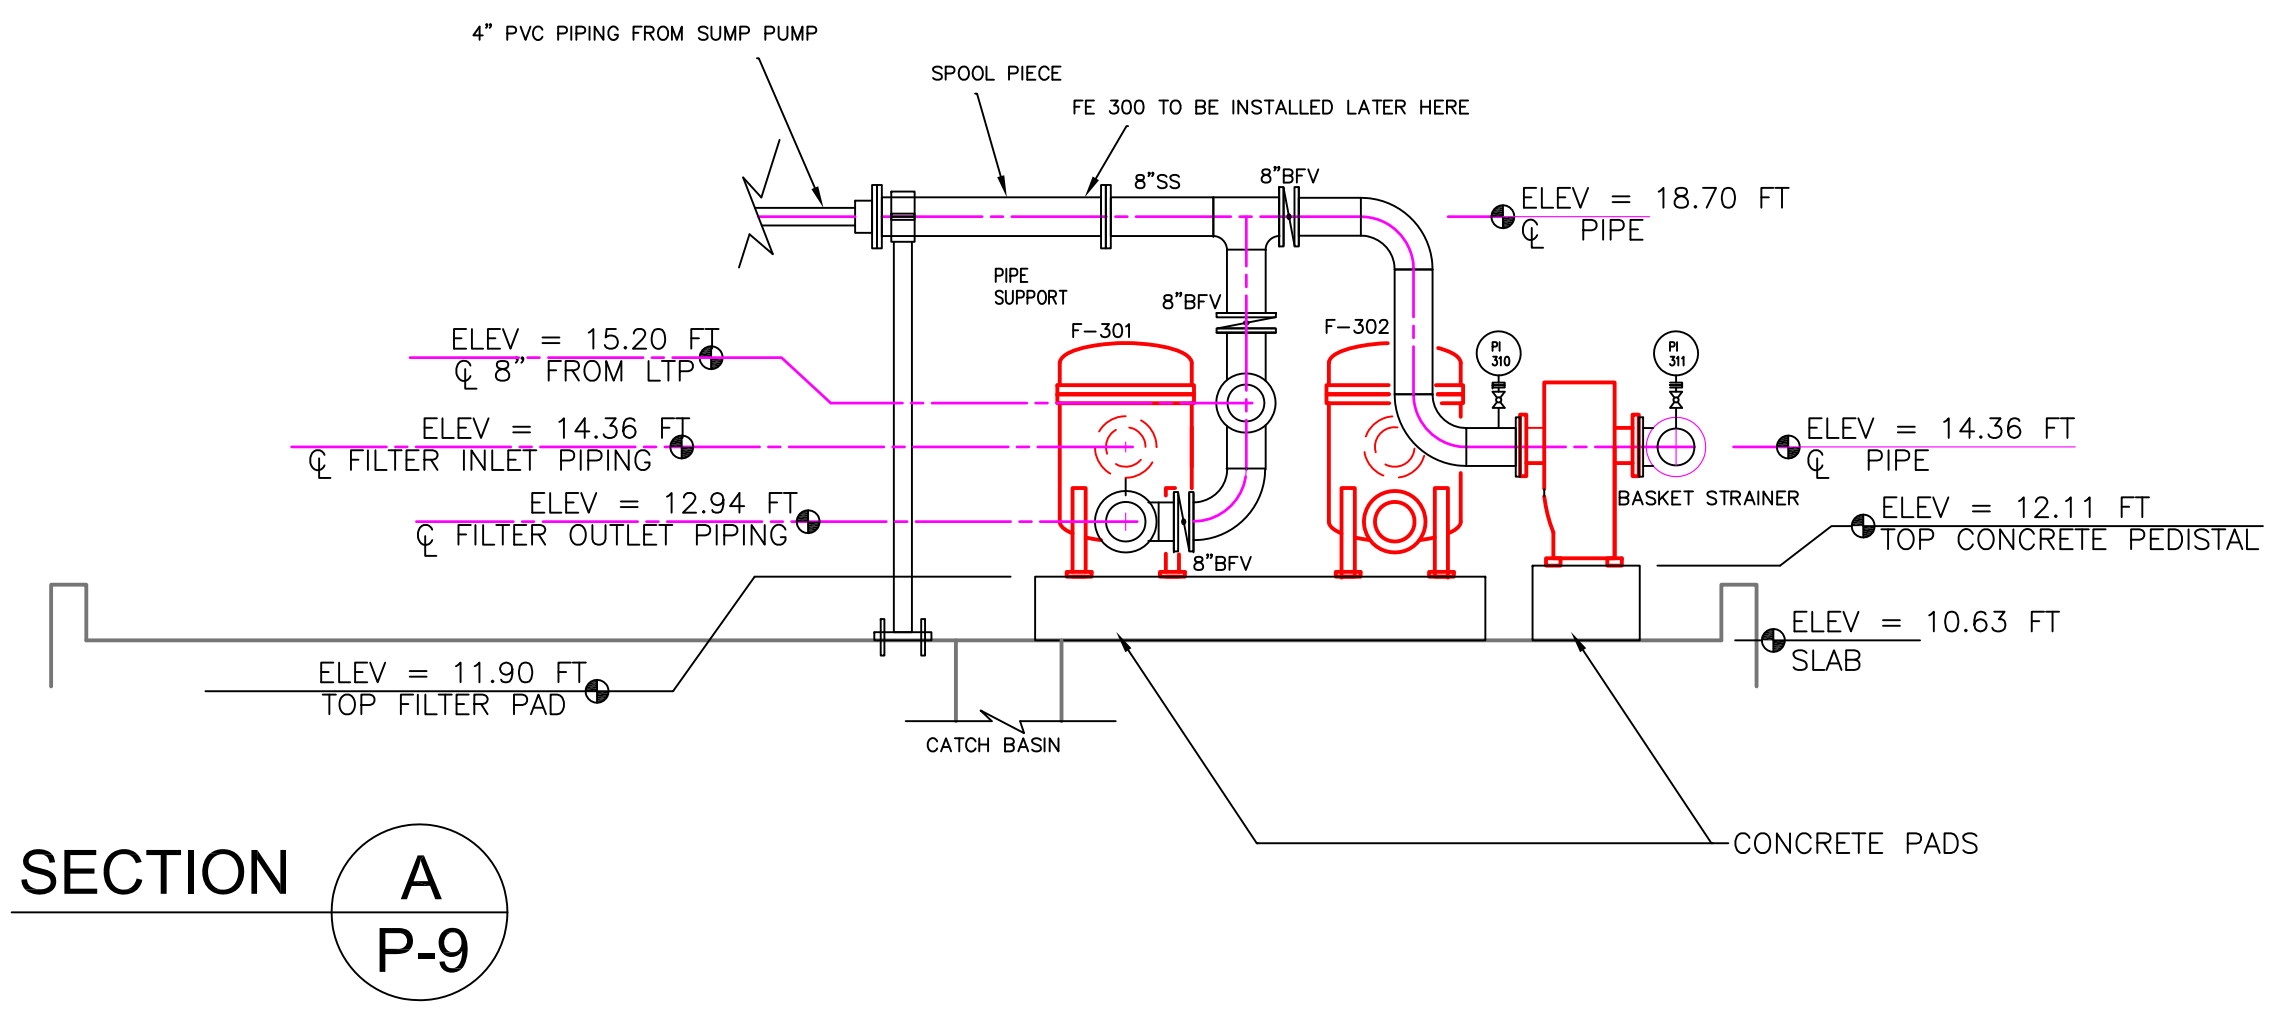 4" PVC PIPING FROM SUMP PUMP
SPOOL PIECE
FE 300 TO BE INSTALLED LATER HERE
8"SS
8"BFV
ELEV = 18.70 FT
℄ PIPE
PIPE
SUPPORT
8"BFV
F-301
F-302
ELEV = 15.20 FT
℄ 8" FROM LTP
PI
310
PI
311
ELEV = 14.36 FT
℄ FILTER INLET PIPING
ELEV = 14.36 FT
℄ PIPE
ELEV = 12.94 FT
℄ FILTER OUTLET PIPING
BASKET STRAINER
ELEV = 12.11 FT
TOP CONCRETE PEDISTAL
8"BFV
ELEV = 10.63 FT
SLAB
ELEV = 11.90 FT
TOP FILTER PAD
CATCH BASIN
CONCRETE PADS
SECTION
A
P-9